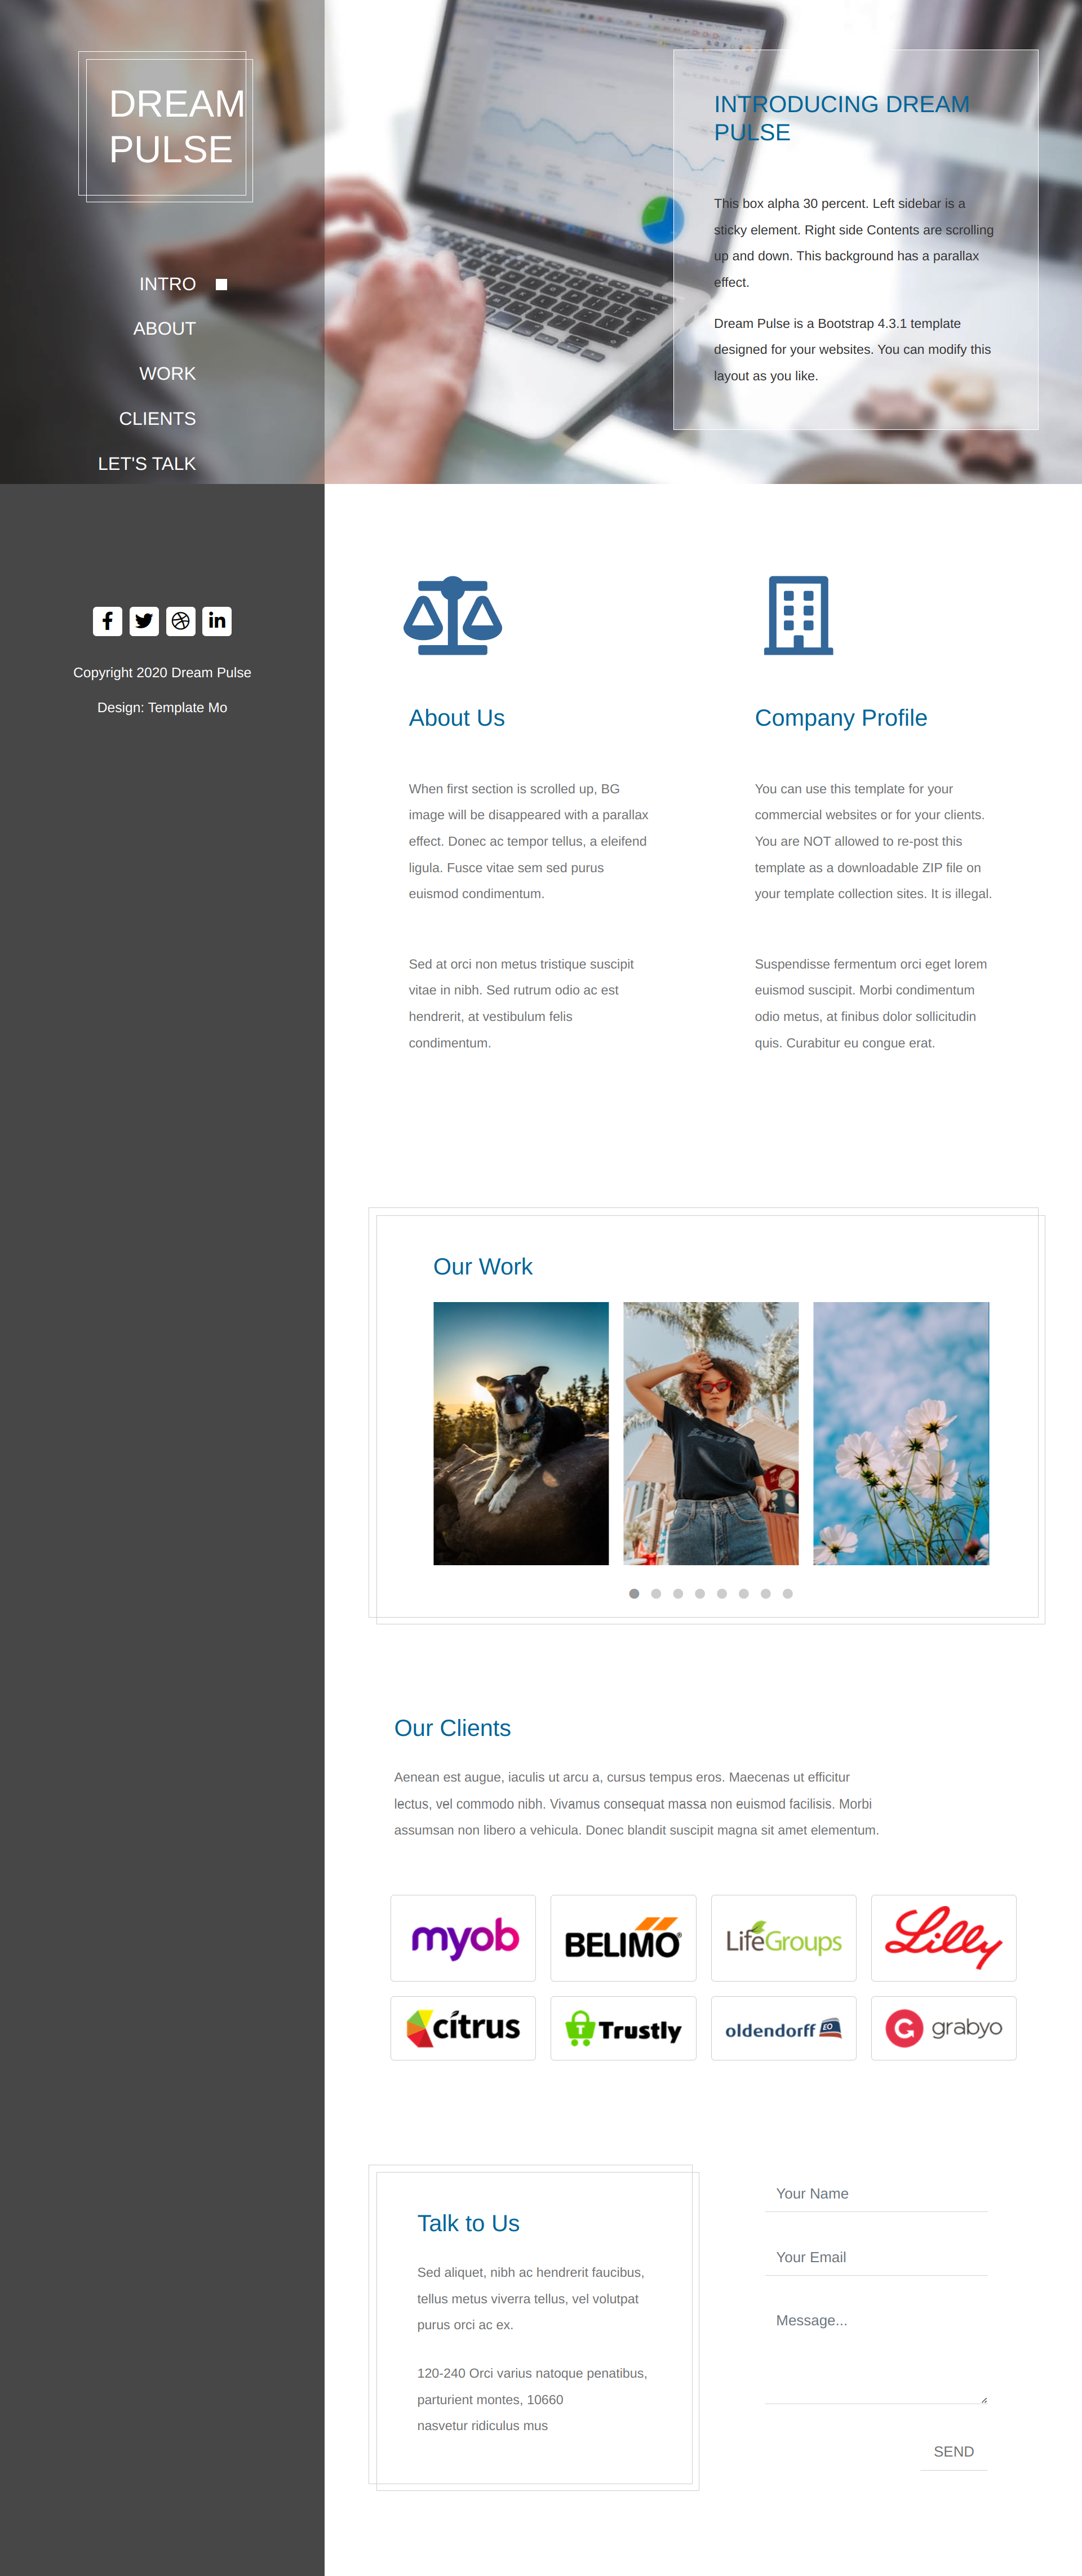 DREAM
PULSE
INTRO
ABOUT
WORK
CLIENTS
LET'S TALK
Copyright 2020 Dream Pulse
Design: Template Mo
INTRODUCING DREAM
PULSE
This box alpha 30 percent. Left sidebar is a
sticky element. Right side Contents are scrolling
up and down. This background has a parallax
effect.
Dream Pulse is a Bootstrap 4.3.1 template
designed for your websites. You can modify this
layout as you like.
About Us
When first section is scrolled up, BG
image will be disappeared with a parallax
effect. Donec ac tempor tellus, a eleifend
ligula. Fusce vitae sem sed purus
euismod condimentum.
Sed at orci non metus tristique suscipit
vitae in nibh. Sed rutrum odio ac est
hendrerit, at vestibulum felis
condimentum.
Company Profile
You can use this template for your
commercial websites or for your clients.
You are NOT allowed to re-post this
template as a downloadable ZIP file on
your template collection sites. It is illegal.
Suspendisse fermentum orci eget lorem
euismod suscipit. Morbi condimentum
odio metus, at finibus dolor sollicitudin
quis. Curabitur eu congue erat.
Our Work
Our Clients
Aenean est augue, iaculis ut arcu a, cursus tempus eros. Maecenas ut efficitur
lectus, vel commodo nibh. Vivamus consequat massa non euismod facilisis. Morbi
assumsan non libero a vehicula. Donec blandit suscipit magna sit amet elementum.
myob
BELIMO®
LifeGroups
Lilly
citrus
T Trustly
oldendorff EO
G grabyo
Talk to Us
Sed aliquet, nibh ac hendrerit faucibus,
tellus metus viverra tellus, vel volutpat
purus orci ac ex.
120-240 Orci varius natoque penatibus,
parturient montes, 10660
nasvetur ridiculus mus
Your Name
Your Email
Message...
SEND